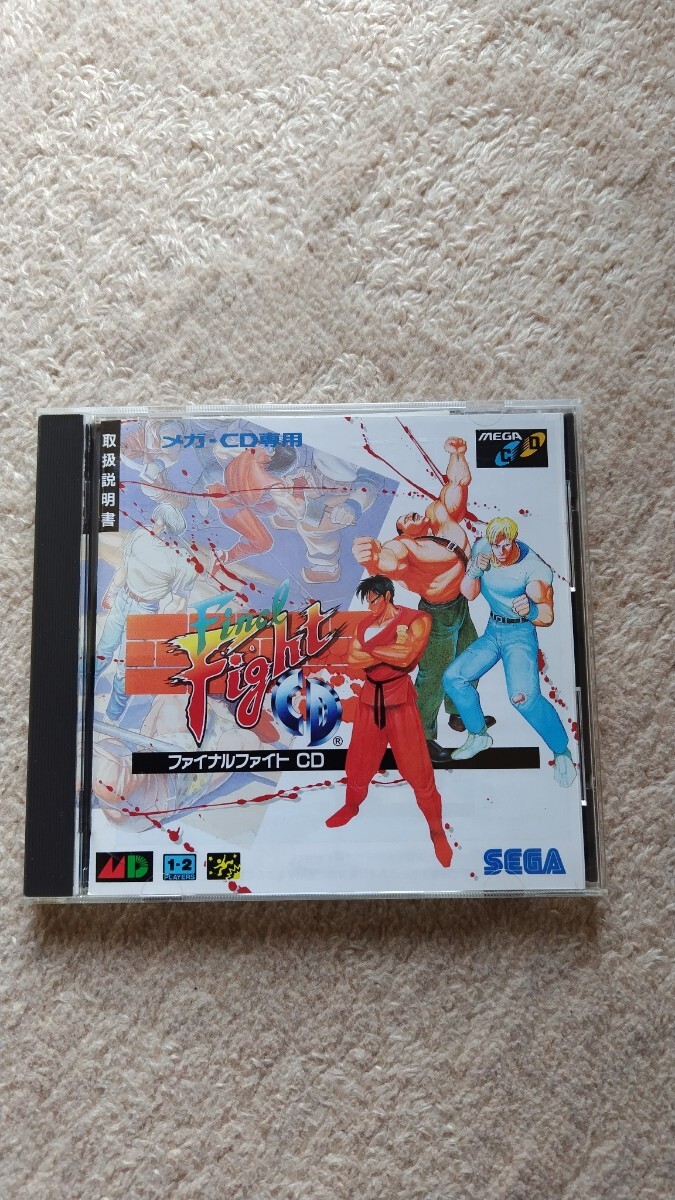 取扱説明書
メガ-CD専用
MEGA
CD
Final
Fight
CD
®
ファイナルファイト CD
MD
1-2
PLAYERS
SEGA